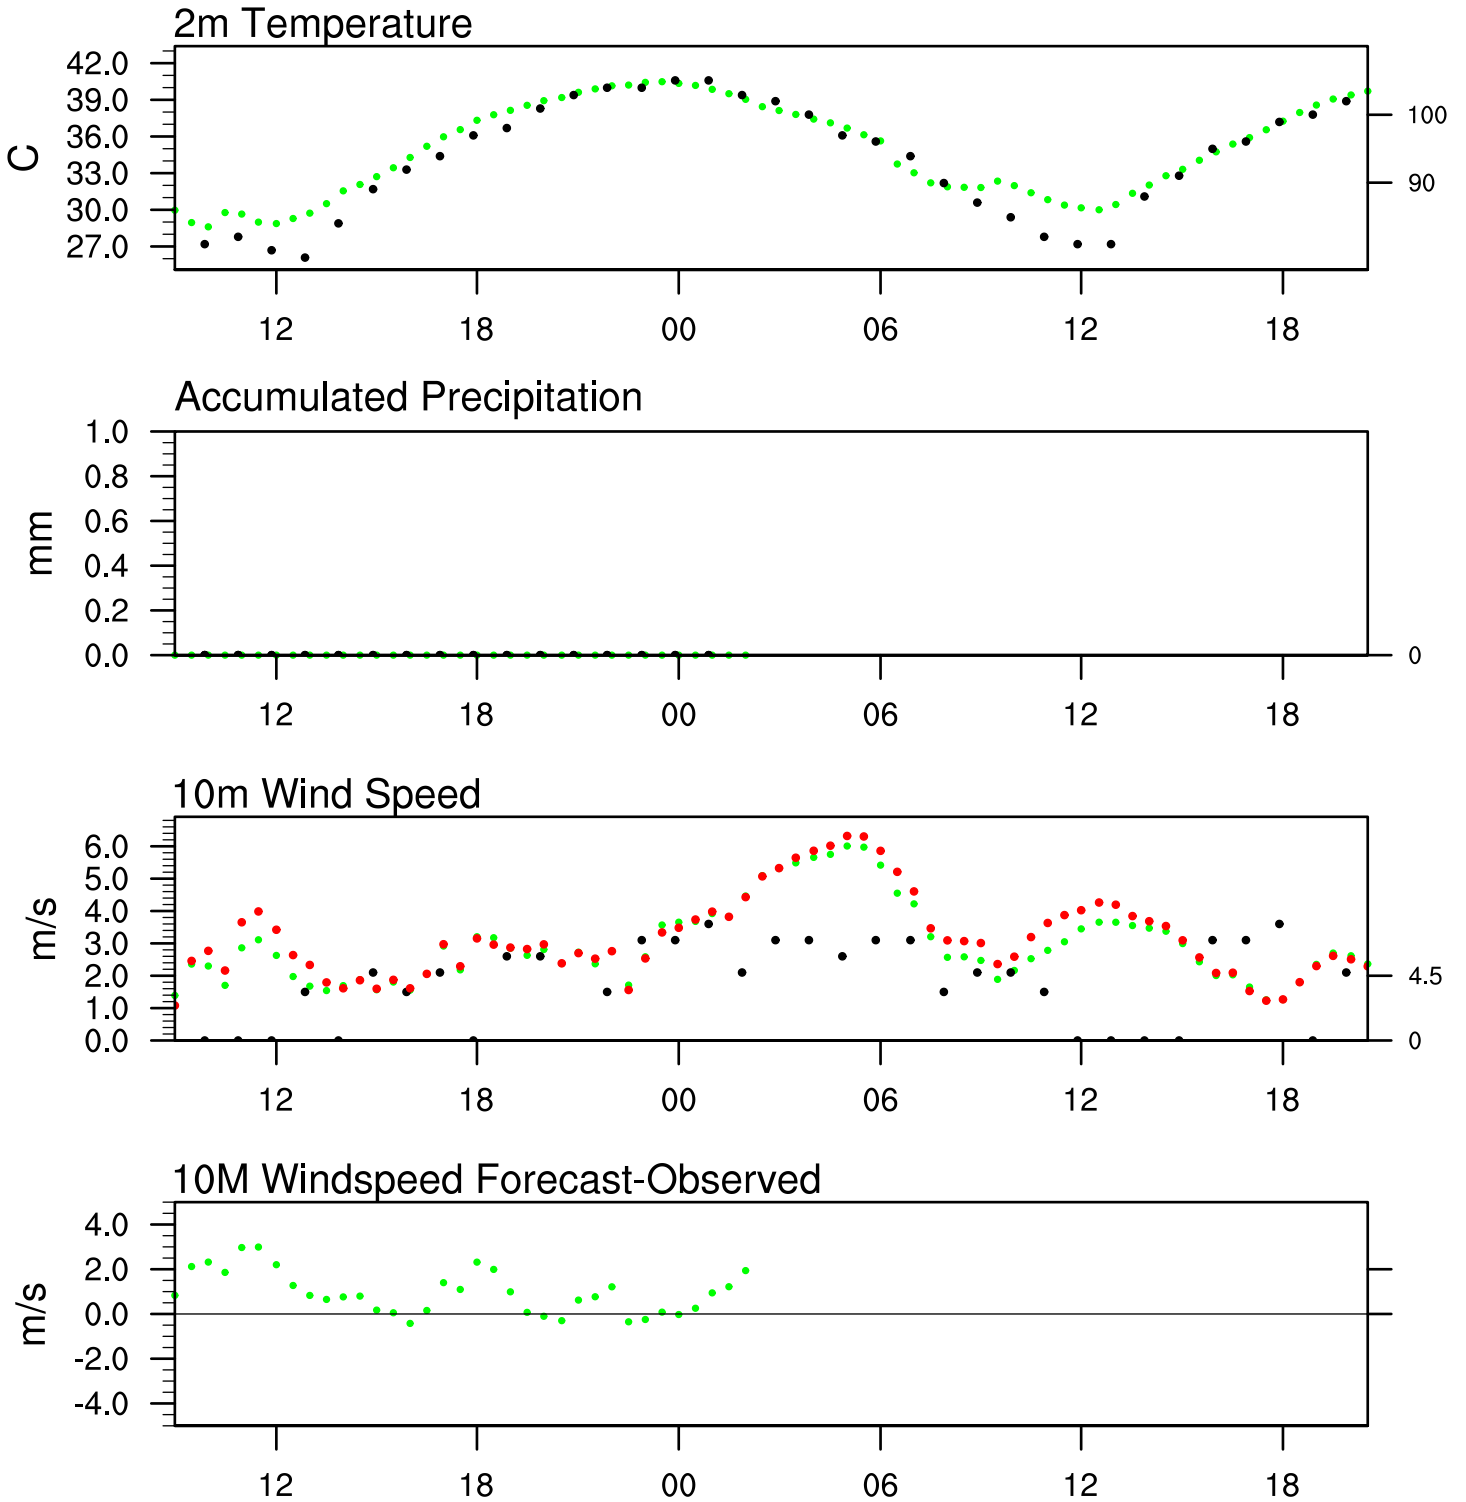 2m Temperature
42.0
39.0
36.0
33.0
30.0
27.0
C
100
90
12 18 00 06 12 18
Accumulated Precipitation
1.0
0.8
0.6
0.4
0.2
0.0
mm
0
12 18 00 06 12 18
10m Wind Speed
6.0
5.0
4.0
3.0
2.0
1.0
0.0
m/s
4.5
0
12 18 00 06 12 18
10M Windspeed Forecast-Observed
4.0
2.0
0.0
-2.0
-4.0
m/s
12 18 00 06 12 18